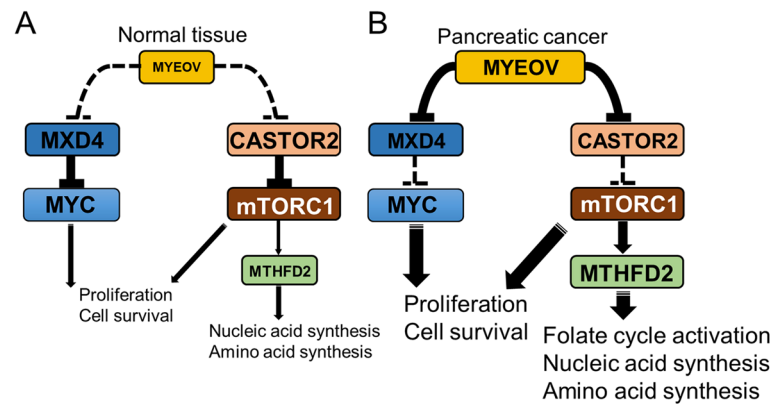 A
Normal tissue
MYEOV
MXD4
CASTOR2
MYC
mTORC1
MTHFD2
Proliferation
Cell survival
Nucleic acid synthesis
Amino acid synthesis
B
Pancreatic cancer
MYEOV
MXD4
CASTOR2
MYC
mTORC1
MTHFD2
Proliferation
Cell survival
Folate cycle activation
Nucleic acid synthesis
Amino acid synthesis